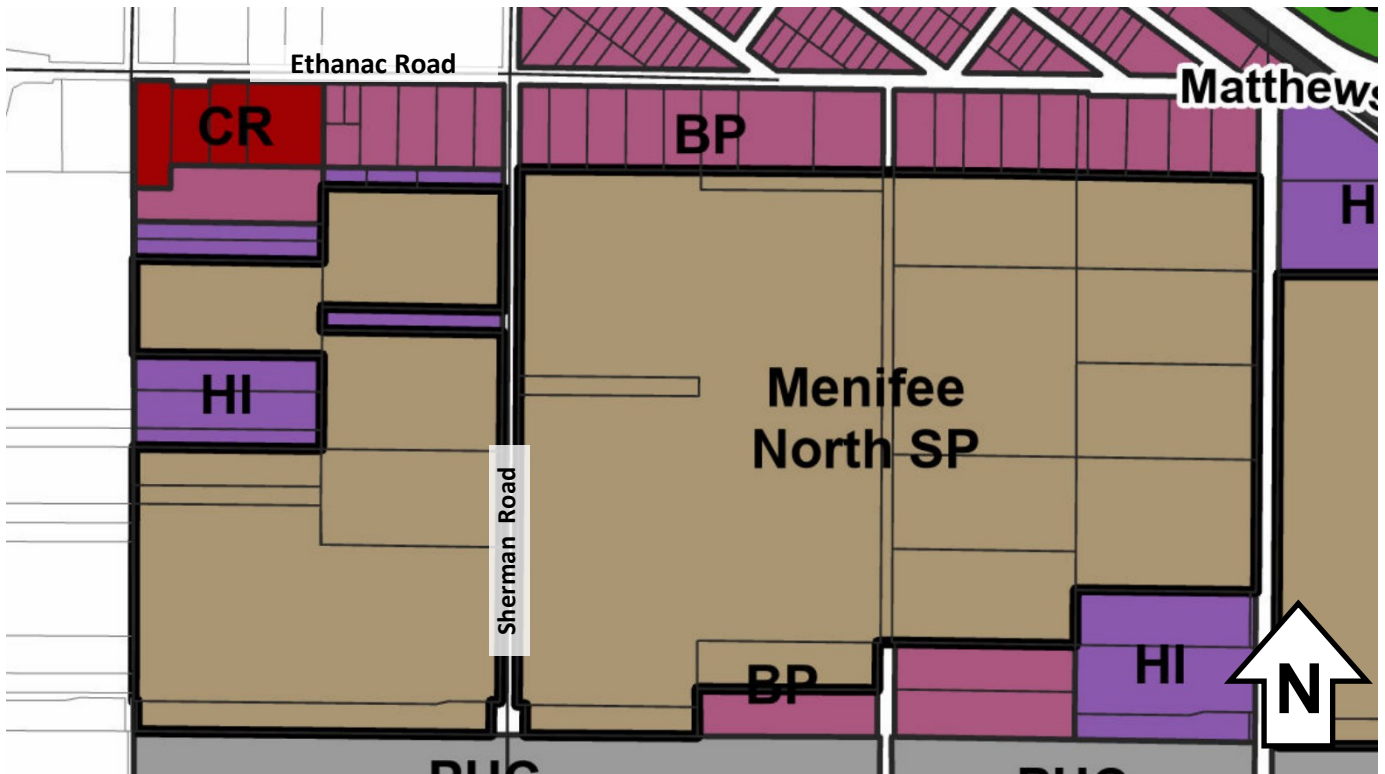 Ethanac Road
Matthews
CR
BP
H
Menifee
North SP
HI
Sherman Road
BP
HI
N